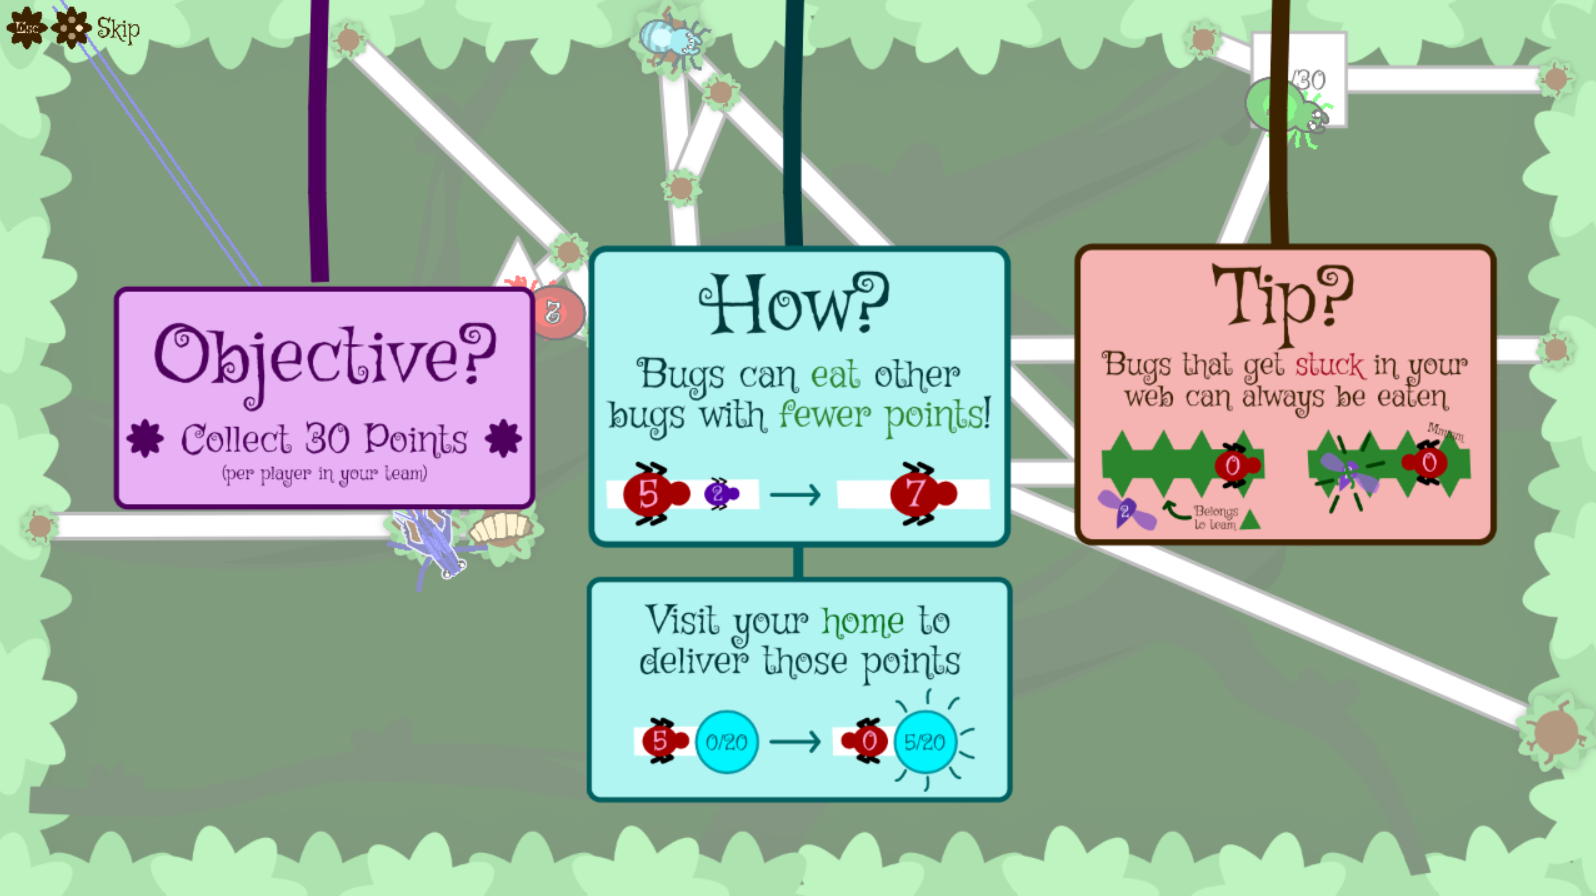 Esc Skip
/30
2
Objective?
Collect 30 Points
(per player in your team)
How?
Bugs can eat other
bugs with fewer points!
5 2 7
Visit your home to
deliver those points
5 0/20 0 5/20
Tip?
Bugs that get stuck in your
web can always be eaten
Mmmm
0 0
2
Belongs
to team